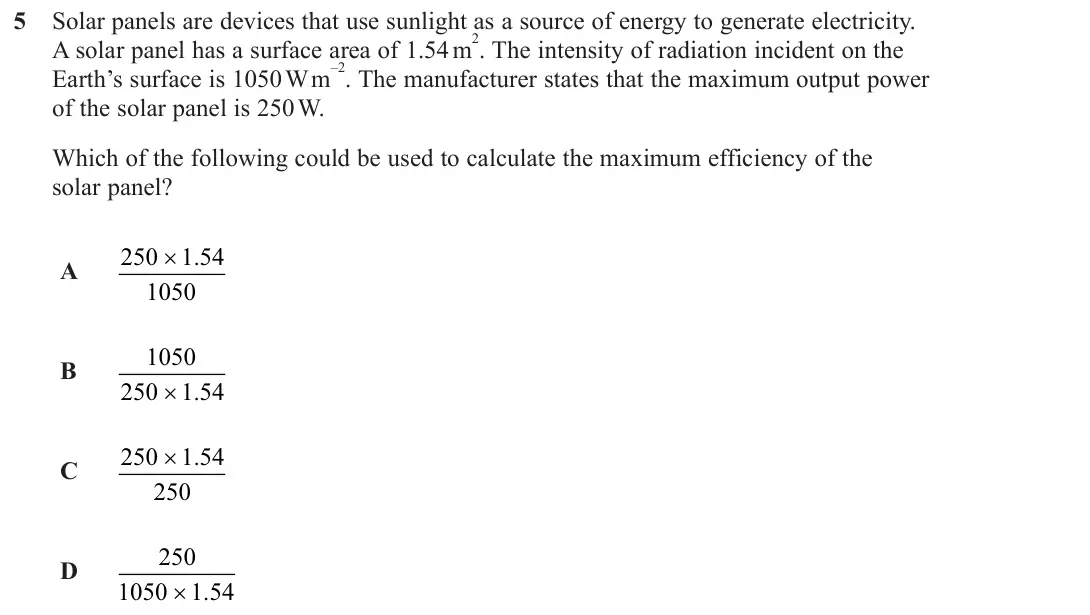 5 Solar panels are devices that use sunlight as a source of energy to generate electricity.
A solar panel has a surface area of 1.54 m². The intensity of radiation incident on the
Earth’s surface is 1050 W m⁻². The manufacturer states that the maximum output power
of the solar panel is 250 W.
Which of the following could be used to calculate the maximum efficiency of the
solar panel?
A
250 × 1.54
1050
B
1050
250 × 1.54
C
250 × 1.54
250
D
250
1050 × 1.54